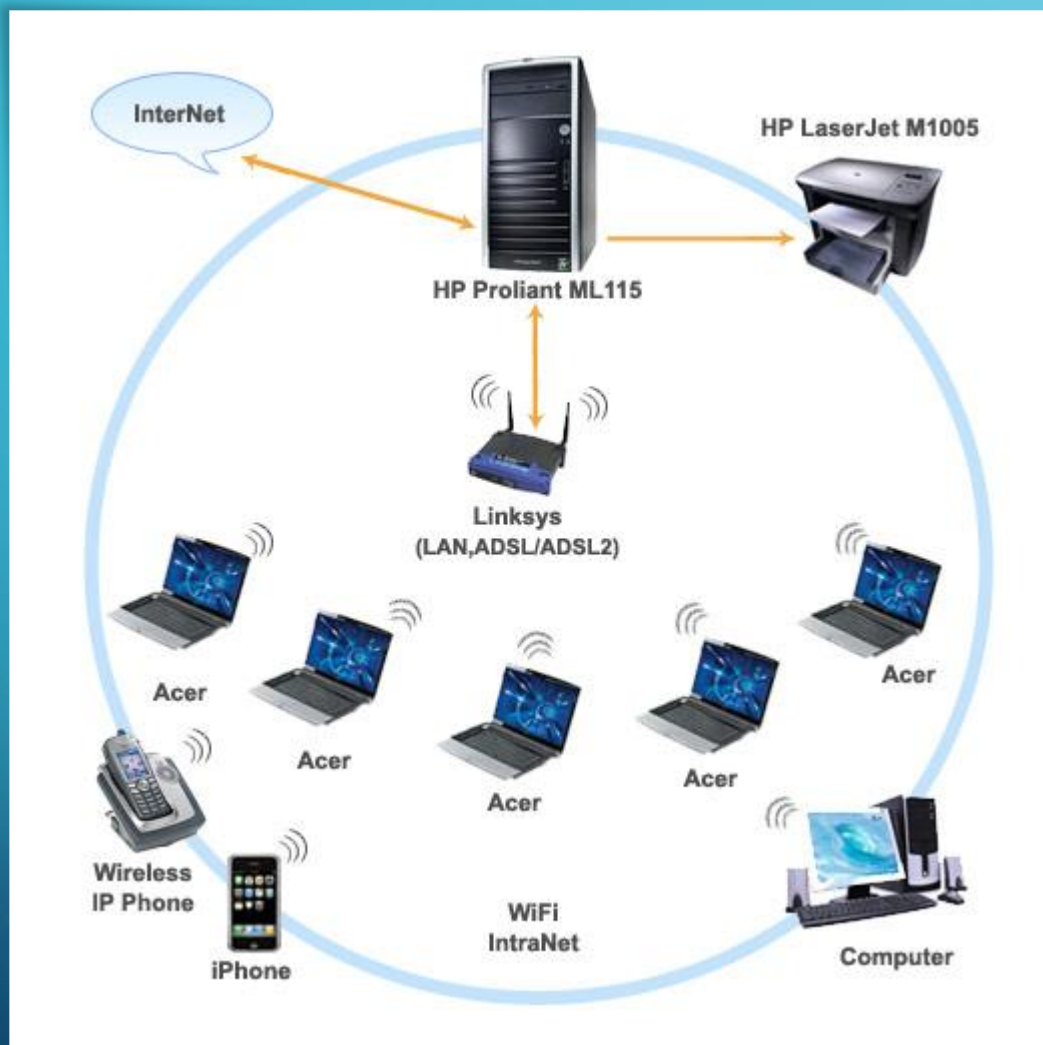 InterNet
HP LaserJet M1005
HP Proliant ML115
Linksys
(LAN,ADSL/ADSL2)
Acer
Acer
Acer
Acer
Acer
Wireless
IP Phone
iPhone
WiFi
IntraNet
Computer